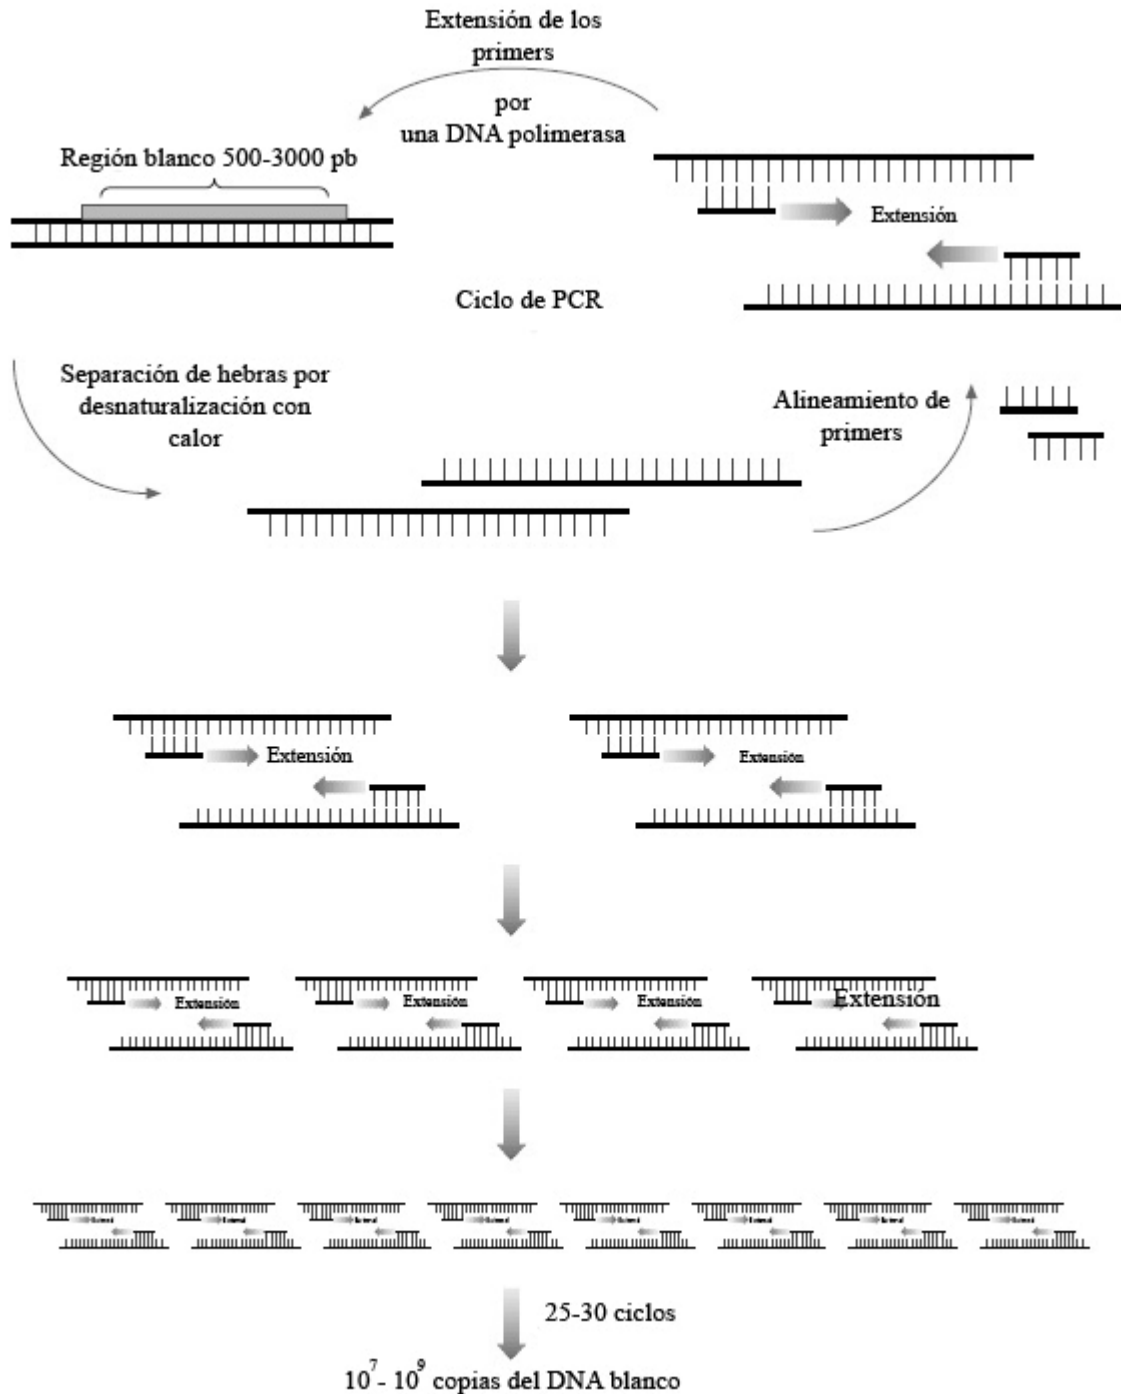 Extensión de los
primers
por
una DNA polimerasa
Región blanco 500-3000 pb
Extensión
Ciclo de PCR
Separación de hebras por
desnaturalización con
calor
Alineamiento de
primers
Extensión
Extensión
Extensión
Extensión
Extensión
Extensión
25-30 ciclos
10⁷- 10⁹ copias del DNA blanco